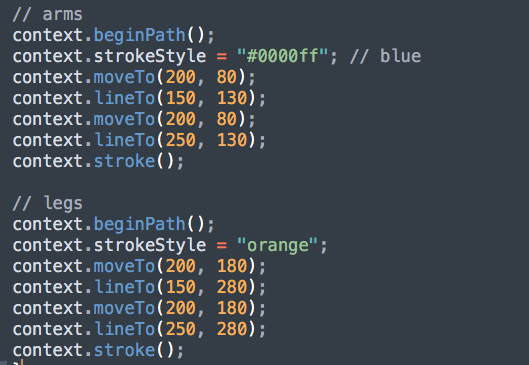 // arms
context.beginPath();
context.strokeStyle = "#0000ff"; // blue
context.moveTo(200, 80);
context.lineTo(150, 130);
context.moveTo(200, 80);
context.lineTo(250, 130);
context.stroke();

// legs
context.beginPath();
context.strokeStyle = "orange";
context.moveTo(200, 180);
context.lineTo(150, 280);
context.moveTo(200, 180);
context.lineTo(250, 280);
context.stroke();